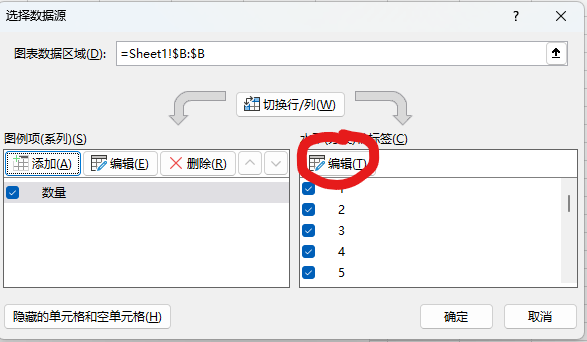 选择数据源
?
图表数据区域(D):
=Sheet1!$B:$B
切换行/列(W)
图例项(系列)(S)
添加(A)
编辑(E)
删除(R)
数量
标签(C)
编辑(T)
1
2
3
4
5
隐藏的单元格和空单元格(H)
确定
取消